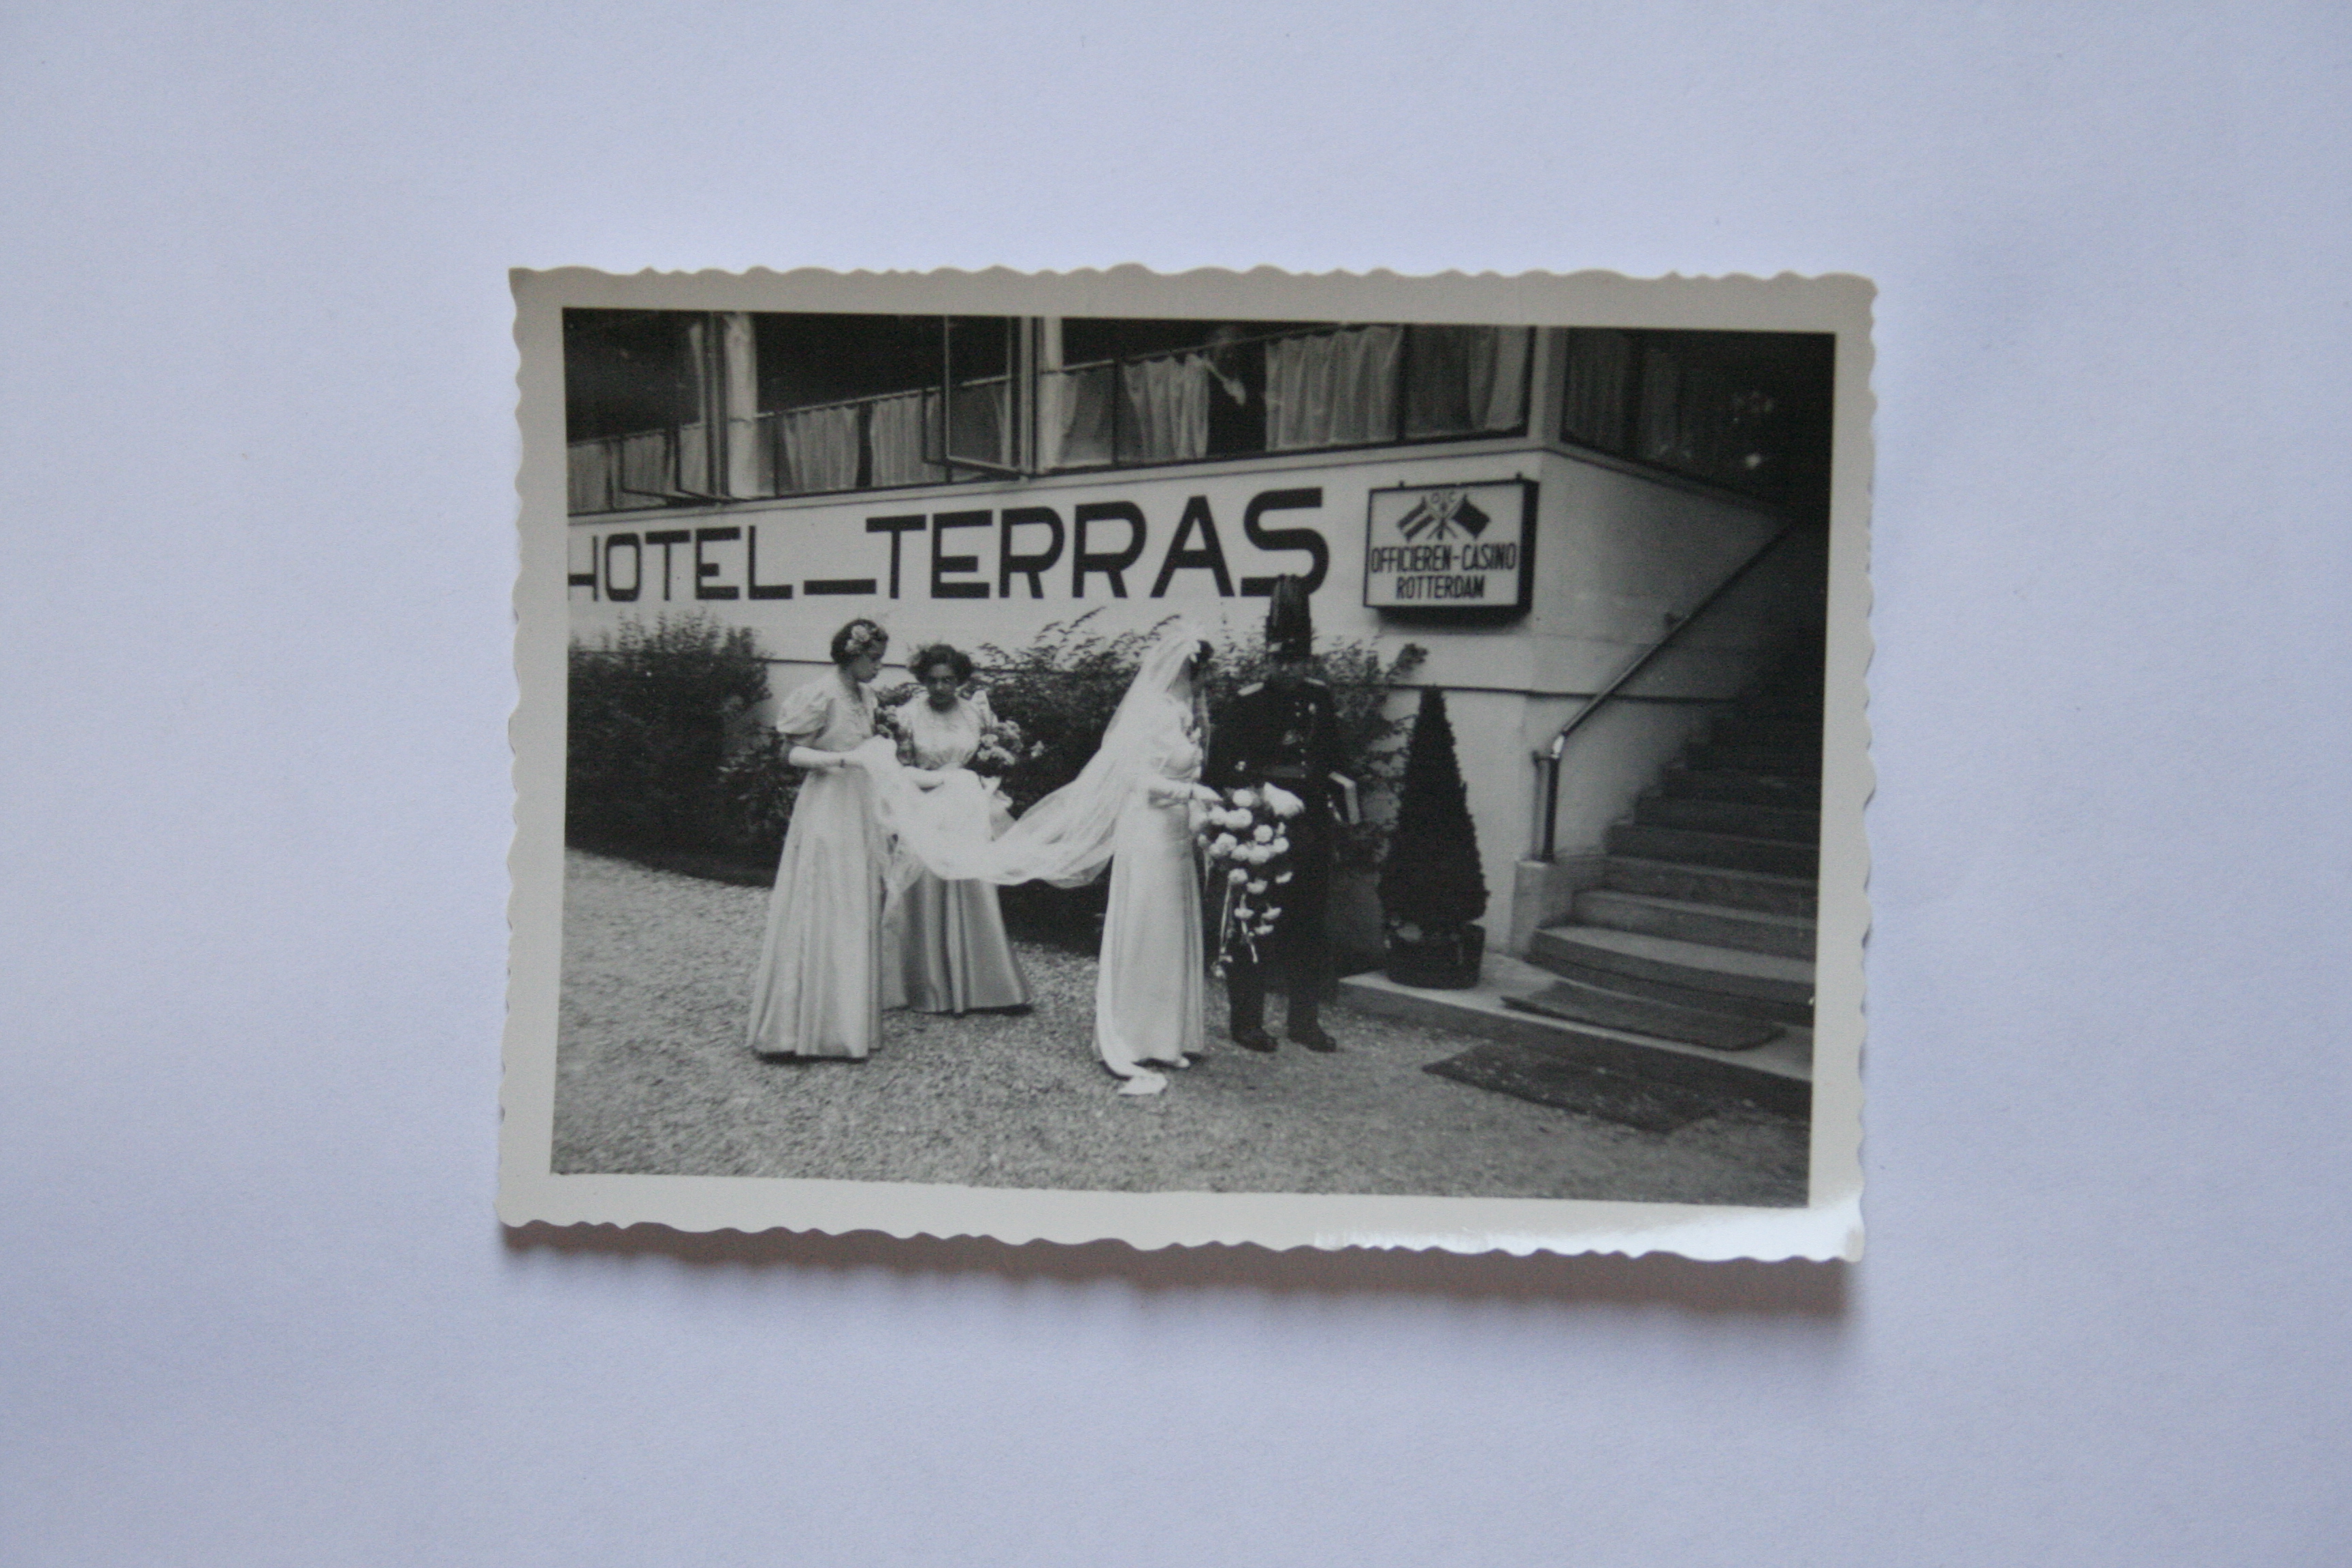 HOTEL_TERRAS
O C
OFFICIEREN-CASINO
ROTTERDAM